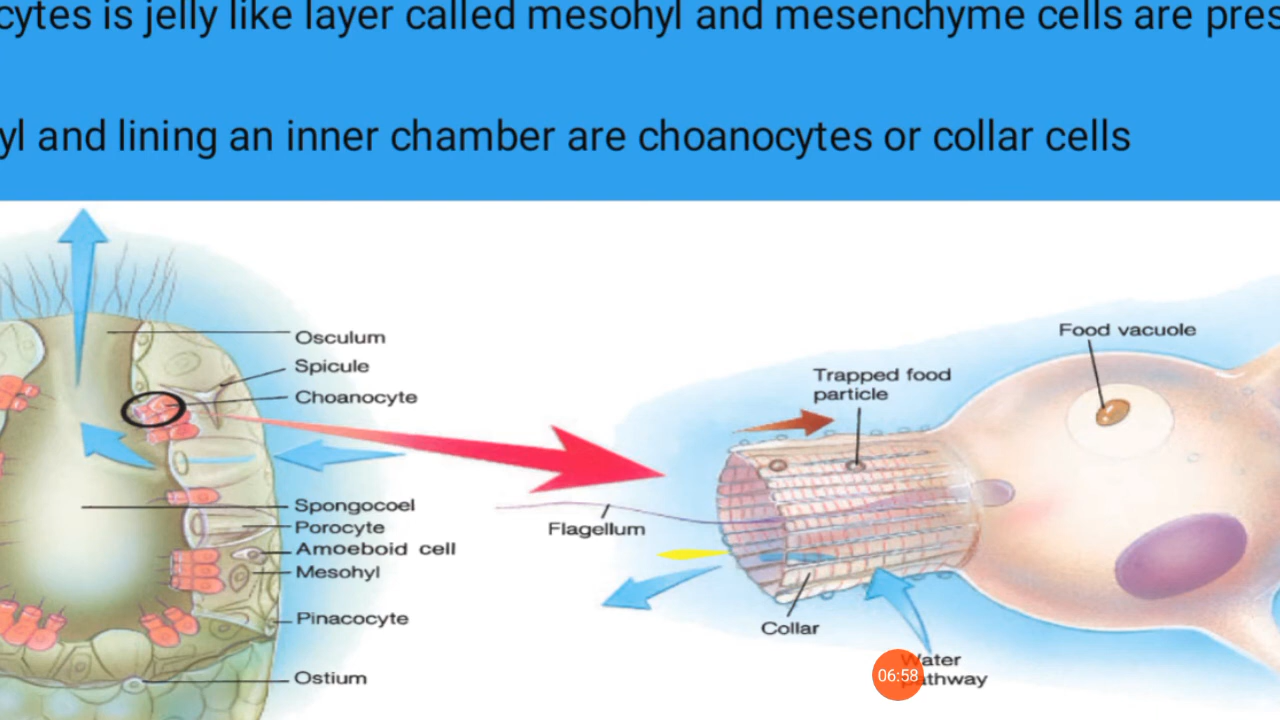 cytes is jelly like layer called mesohyl and mesenchyme cells are pres
yl and lining an inner chamber are choanocytes or collar cells
Osculum
Spicule
Choanocyte
Spongocoel
Porocyte
Amoeboid cell
Mesohyl
Pinacocyte
Ostium
Flagellum
Trapped food
particle
Food vacuole
Collar
Water
pathway
06:58